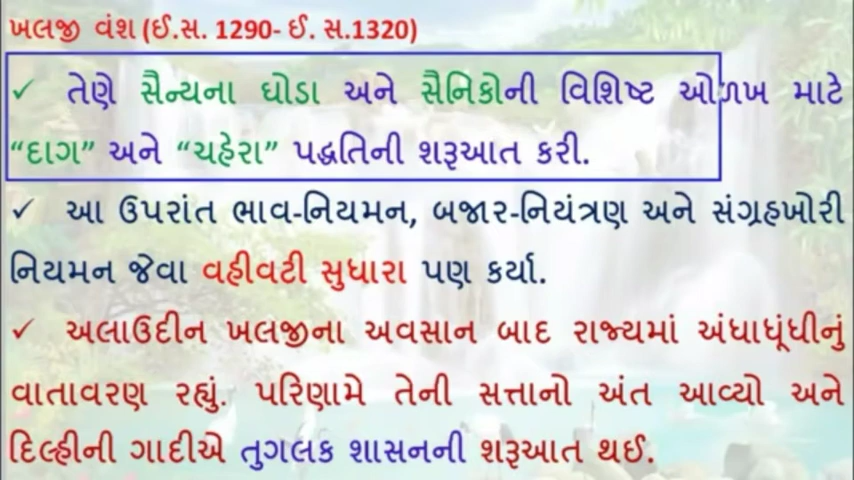 ખલજી વંશ (ઈ.સ. 1290- ઈ. સ.1320)
✓ તેણે સૈન્યના ઘોડા અને સૈનિકોની વિશિષ્ટ ઓળખ માટે
“દાગ” અને “ચહેરા” પદ્ધતિની શરૂઆત કરી.
✓ આ ઉપરાંત ભાવ-નિયમન, બજાર-નિયંત્રણ અને સંગ્રહખોરી
નિયમન જેવા વહીવટી સુધારા પણ કર્યા.
✓ અલાઉદીન ખલજીના અવસાન બાદ રાજ્યમાં અંધાધૂંધીનું
વાતાવરણ રહ્યું. પરિણામે તેની સત્તાનો અંત આવ્યો અને
દિલ્હીની ગાદીએ તુગલક શાસનની શરૂઆત થઈ.